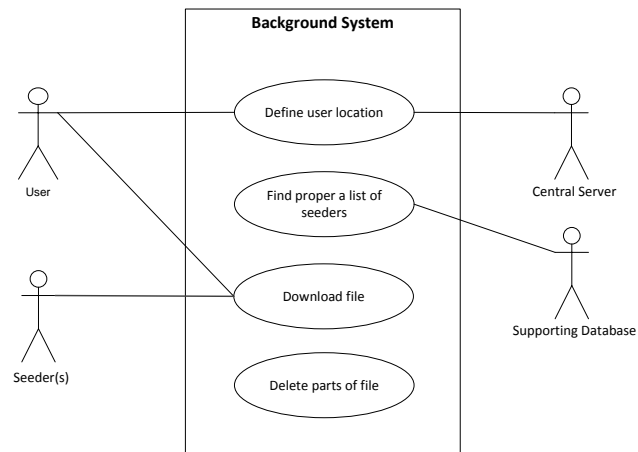 Background System
Define user location
User
Central Server
Find proper a list of
seeders
Download file
Seeder(s)
Supporting Database
Delete parts of file